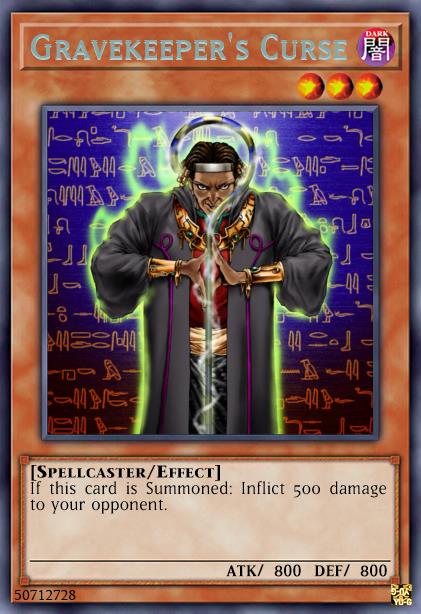 GRAVEKEEPER'S CURSE
DARK
闇
[SPELLCASTER/EFFECT]
If this card is Summoned: Inflict 500 damage
to your opponent.
ATK/ 800 DEF/ 800
50712728